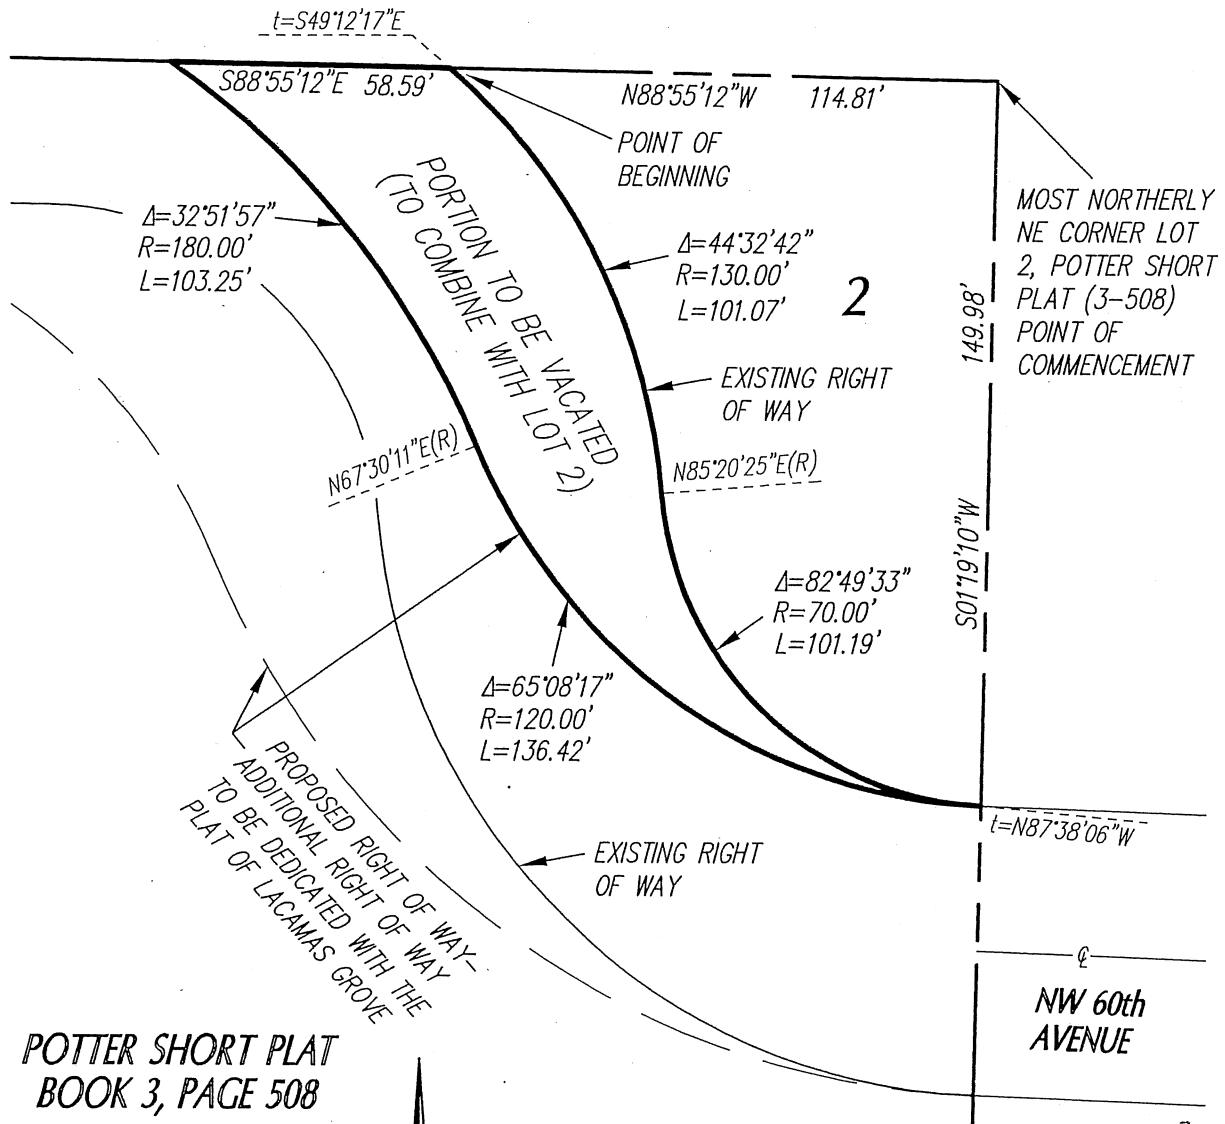 t=S49°12'17"E
S88°55'12"E 58.59'
N88°55'12"W 114.81'
POINT OF
BEGINNING
MOST NORTHERLY
NE CORNER LOT
2, POTTER SHORT
PLAT (3-508)
POINT OF
COMMENCEMENT
Δ=32°51'57"
R=180.00'
L=103.25'
PORTION TO BE VACATED
(TO COMBINE WITH LOT 2)
Δ=44°32'42"
R=130.00'
L=101.07'
2
149.98'
S01°19'10"W
EXISTING RIGHT
OF WAY
N67°30'11"E(R)
N85°20'25"E(R)
Δ=82°49'33"
R=70.00'
L=101.19'
Δ=65°08'17"
R=120.00'
L=136.42'
t=N87°38'06"W
PROPOSED RIGHT OF WAY-
ADDITIONAL RIGHT OF WAY
TO BE DEDICATED WITH THE
PLAT OF LACAMAS GROVE
EXISTING RIGHT
OF WAY
℄
NW 60th
AVENUE
POTTER SHORT PLAT
BOOK 3, PAGE 508